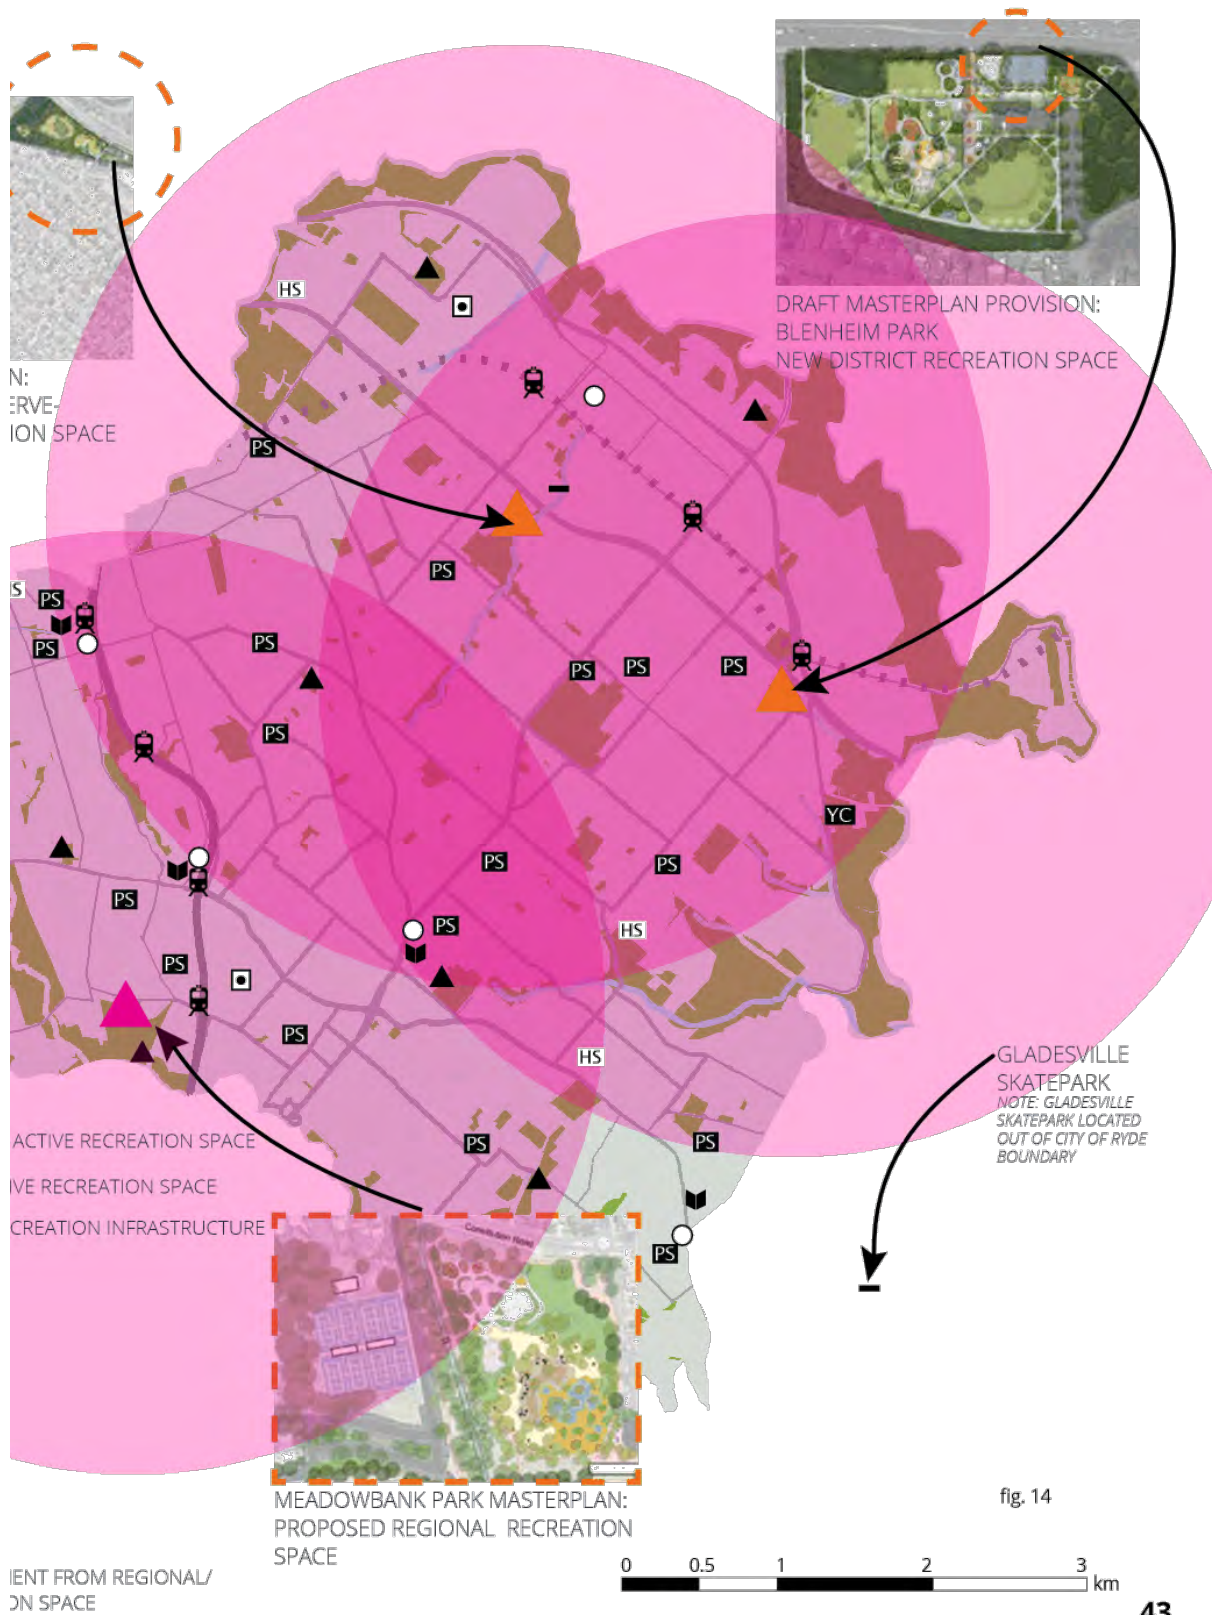 DRAFT MASTERPLAN PROVISION:
BLENHEIM PARK
NEW DISTRICT RECREATION SPACE
N:
ERVE-
ION SPACE
HS
PS
PS
HS
PS
PS
PS
PS
PS
PS
PS
PS
YC
PS
PS
PS
PS
HS
PS
PS
HS
PS
PS
PS
GLADESVILLE
SKATEPARK
NOTE: GLADESVILLE
SKATEPARK LOCATED
OUT OF CITY OF RYDE
BOUNDARY
ACTIVE RECREATION SPACE
IVE RECREATION SPACE
CREATION INFRASTRUCTURE
Constitution Road
MEADOWBANK PARK MASTERPLAN:
PROPOSED REGIONAL RECREATION
SPACE
fig. 14
0 0.5 1 2 3
km
IENT FROM REGIONAL/
ON SPACE
43